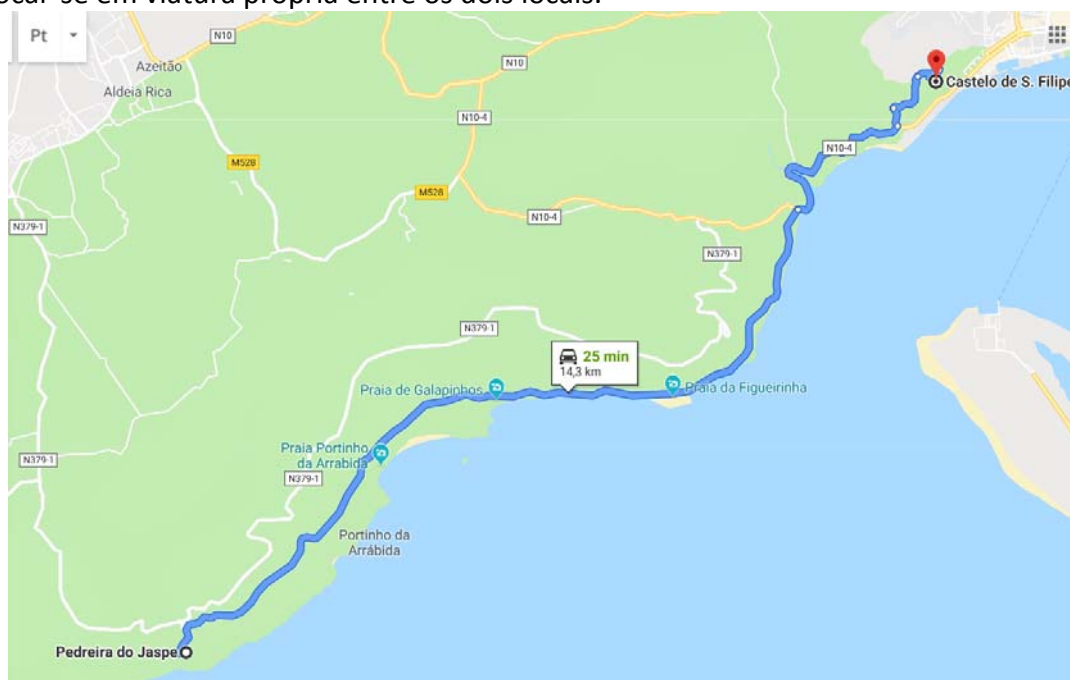 ocar-se em viatura própria entre os dois locais.
Pt
N10
Azeitão
Aldeia Rica
N10
Castelo de S. Filipe
N10-4
N10-4
M528
M528
N379-1
N10-4
N379-1
N379-1
25 min
14,3 km
Praia de Galapinhos
Praia da Figueirinha
Praia Portinho
da Arrabida
N379-1
N379-1
Portinho da
Arrábida
Pedreira do Jaspe